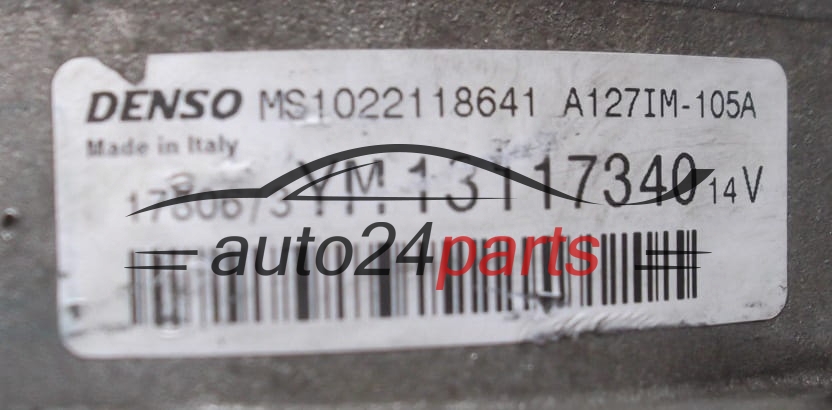 DENSO MS1022118641 A127IM-105A
Made in Italy
17806/3 YM 13117340 14V
auto24parts